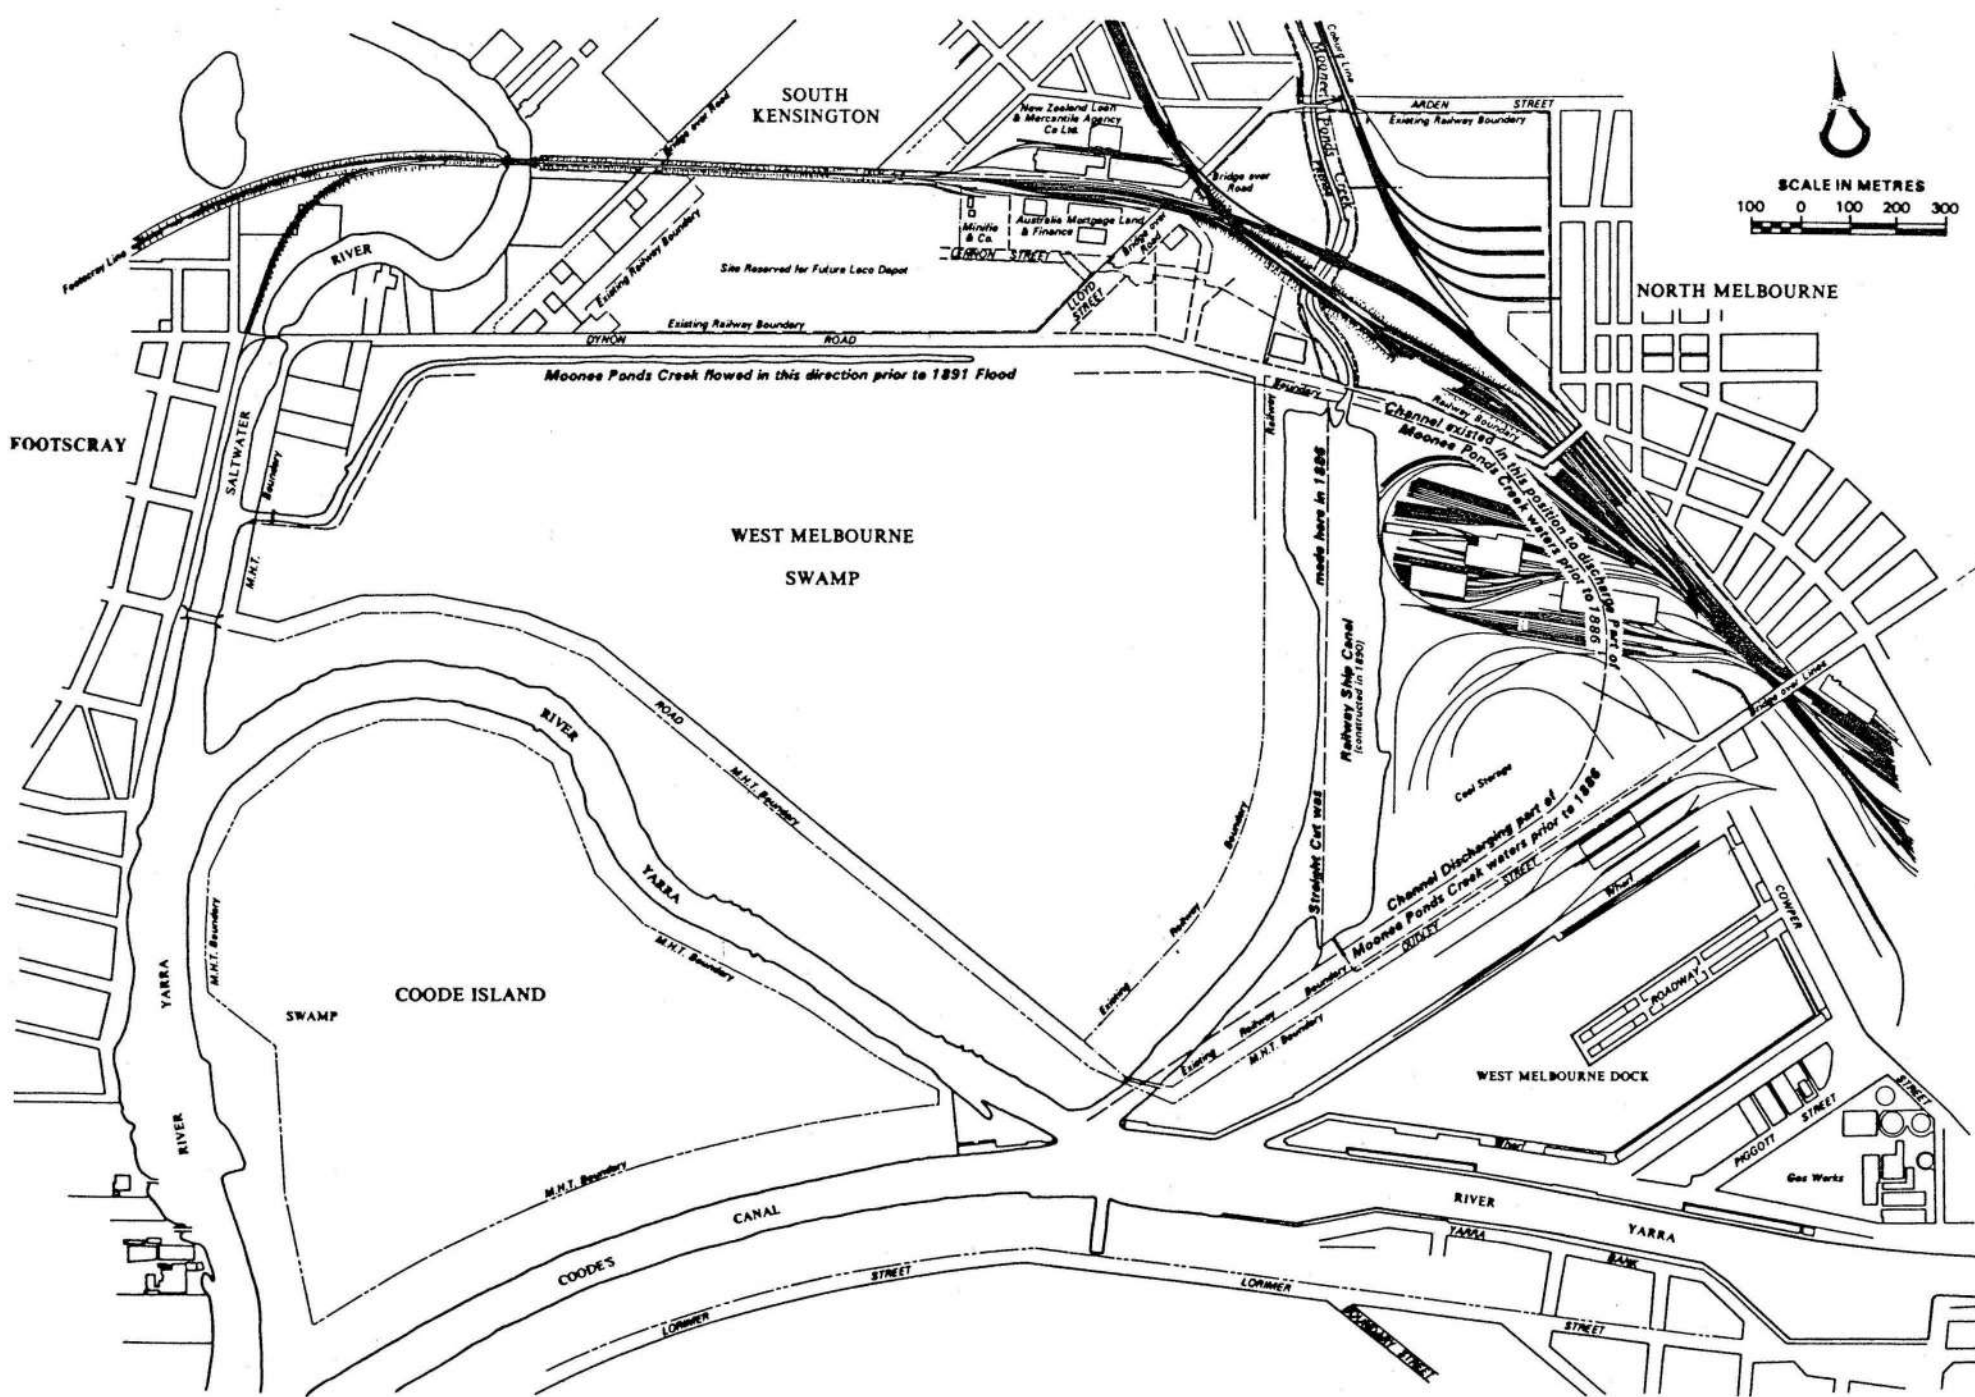 SOUTH
KENSINGTON
Bridge over Road
New Zealand Loan
& Mercantile Agency
Co Ltd.
Moonee Ponds Creek
Coburg Line
ARDEN STREET
Existing Railway Boundary
SCALE IN METRES
100 0 100 200 300
Bridge over
Road
Footscray Line
RIVER
Existing Railway Boundary
Site Reserved for Future Loco Depot
Minifie
& Co.
Australia Mortgage Land
& Finance
Bridge over
Road
LENNON STREET
LLOYD
STREET
NORTH MELBOURNE
Existing Railway Boundary
DYNON ROAD
Moonee Ponds Creek flowed in this direction prior to 1891 Flood
Boundary
Railway
Railway Boundary
Channel existed in this position to discharge Part of
Moonee Ponds Creek waters prior to 1886
FOOTSCRAY
SALTWATER
Boundary
M.H.T.
WEST MELBOURNE
SWAMP
Straight Cut was made here in 1886
Railway Ship Canal
(constructed in 1890)
Bridge over Lines
Coal Storage
ROAD
RIVER
M.H.T. Boundary
YARRA
M.H.T. Boundary
M.H.T. Boundary
Existing Railway Boundary
Channel Discharging part of
Moonee Ponds Creek waters prior to 1886
DUDLEY STREET
Wharf
COWPER
STREET
ROADWAY
COODE ISLAND
SWAMP
YARRA
RIVER
Existing Railway Boundary
M.H.T. Boundary
WEST MELBOURNE DOCK
PIGGOTT STREET
Gas Works
Wharf
M.H.T. Boundary
COODE'S CANAL
RIVER YARRA
YARRA BANK
LORIMER STREET
LORIMER STREET
BOUNDARY STREET